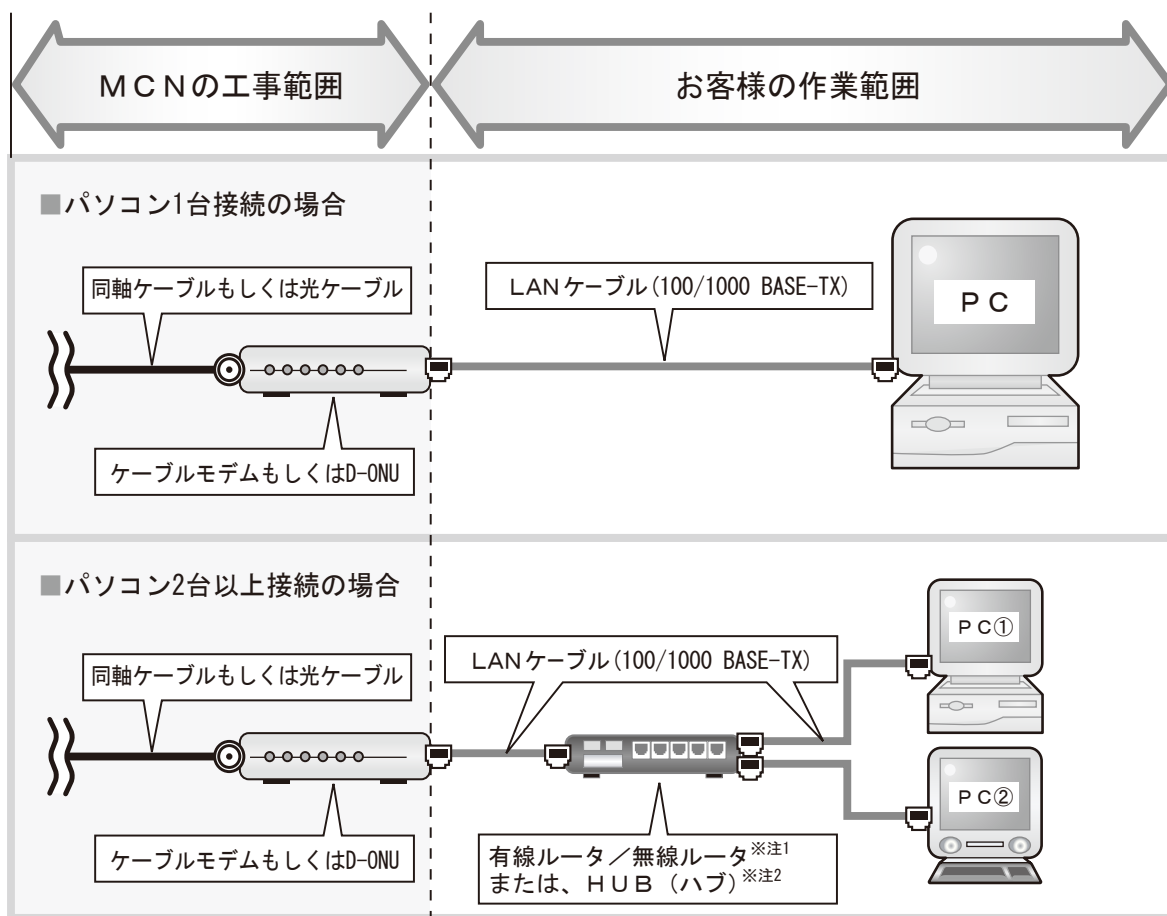 ＭＣＮの工事範囲
お客様の作業範囲
■パソコン1台接続の場合
同軸ケーブルもしくは光ケーブル
LANケーブル(100/1000 BASE-TX)
ＰＣ
ケーブルモデムもしくはD-ONU
■パソコン2台以上接続の場合
同軸ケーブルもしくは光ケーブル
LANケーブル(100/1000 BASE-TX)
ＰＣ①
ＰＣ②
ケーブルモデムもしくはD-ONU
有線ルータ／無線ルータ※注1
または、ＨＵＢ（ハブ）※注2